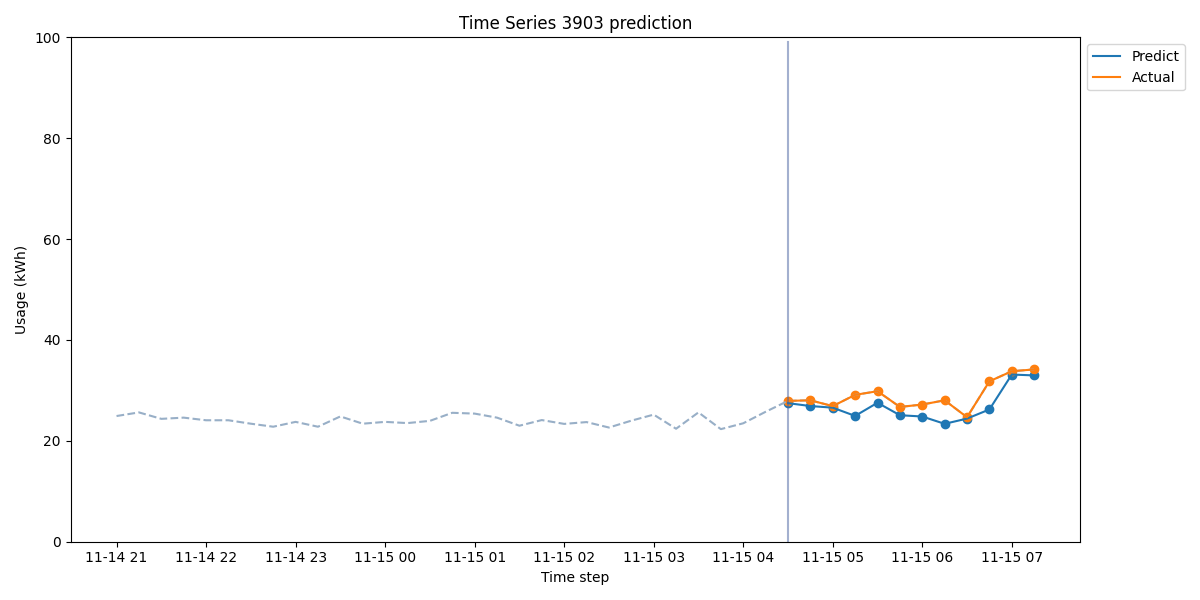 Time Series 3903 prediction
Predict
Actual
Usage (kWh)
100
80
60
40
20
0
11-14 21 11-14 22 11-14 23 11-15 00 11-15 01 11-15 02 11-15 03 11-15 04 11-15 05 11-15 06 11-15 07
Time step